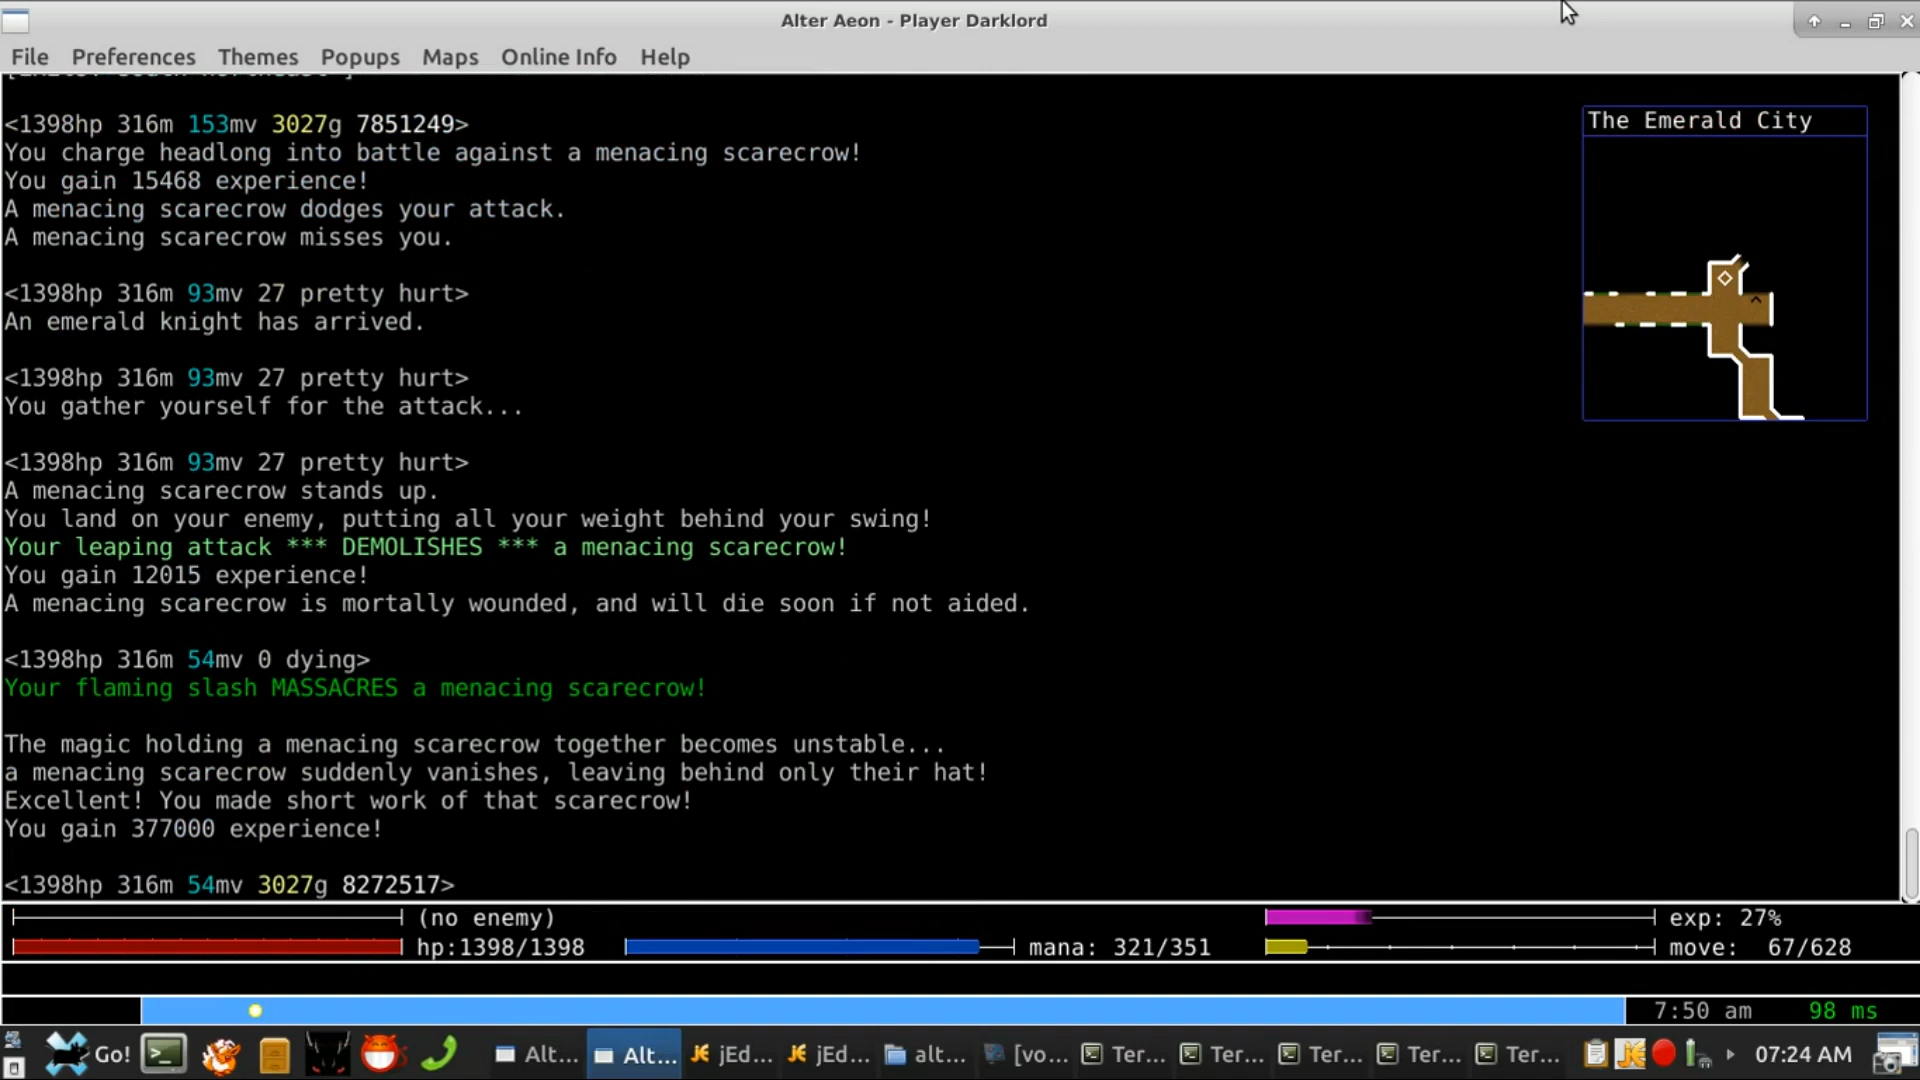 Alter Aeon - Player Darklord
File Preferences Themes Popups Maps Online Info Help
<1398hp 316m 153mv 3027g 7851249>
You charge headlong into battle against a menacing scarecrow!
You gain 15468 experience!
A menacing scarecrow dodges your attack.
A menacing scarecrow misses you.
<1398hp 316m 93mv 27 pretty hurt>
An emerald knight has arrived.
<1398hp 316m 93mv 27 pretty hurt>
You gather yourself for the attack...
<1398hp 316m 93mv 27 pretty hurt>
A menacing scarecrow stands up.
You land on your enemy, putting all your weight behind your swing!
Your leaping attack *** DEMOLISHES *** a menacing scarecrow!
You gain 12015 experience!
A menacing scarecrow is mortally wounded, and will die soon if not aided.
<1398hp 316m 54mv 0 dying>
Your flaming slash MASSACRES a menacing scarecrow!
The magic holding a menacing scarecrow together becomes unstable...
a menacing scarecrow suddenly vanishes, leaving behind only their hat!
Excellent! You made short work of that scarecrow!
You gain 377000 experience!
<1398hp 316m 54mv 3027g 8272517>
The Emerald City
(no enemy) exp: 27%
hp:1398/1398 mana: 321/351 move: 67/628
7:50 am 98 ms
Go! Alt... Alt... jEd... jEd... alt... [vo... Ter... Ter... Ter... Ter... Ter... 07:24 AM